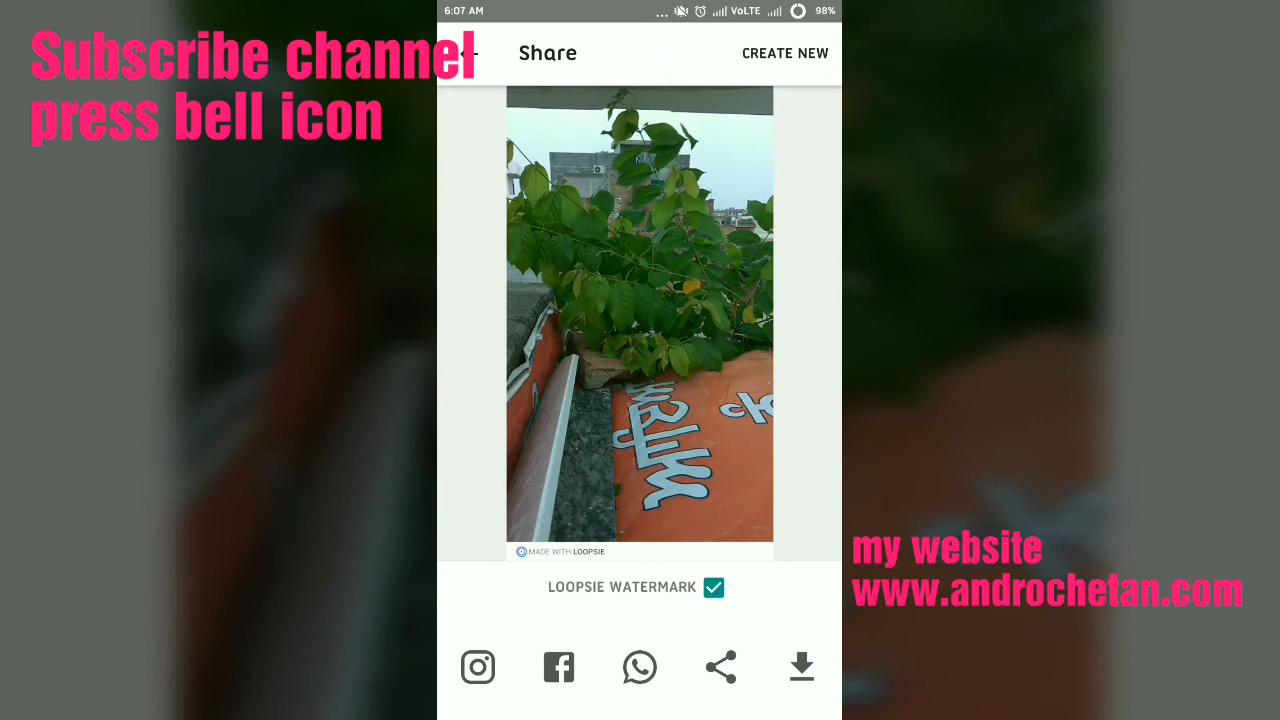 6:07 AM
VoLTE
98%
Subscribe channel
press bell icon
Share
CREATE NEW
MADE WITH LOOPSIE
LOOPSIE WATERMARK
my website
www.androchetan.com